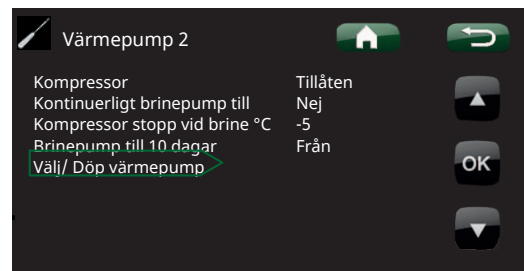 Värmepump 2
Kompressor Tillåten
Kontinuerligt brinepump till Nej
Kompressor stopp vid brine °C -5
Brinepump till 10 dagar Från
Välj/ Döp värmepump
OK